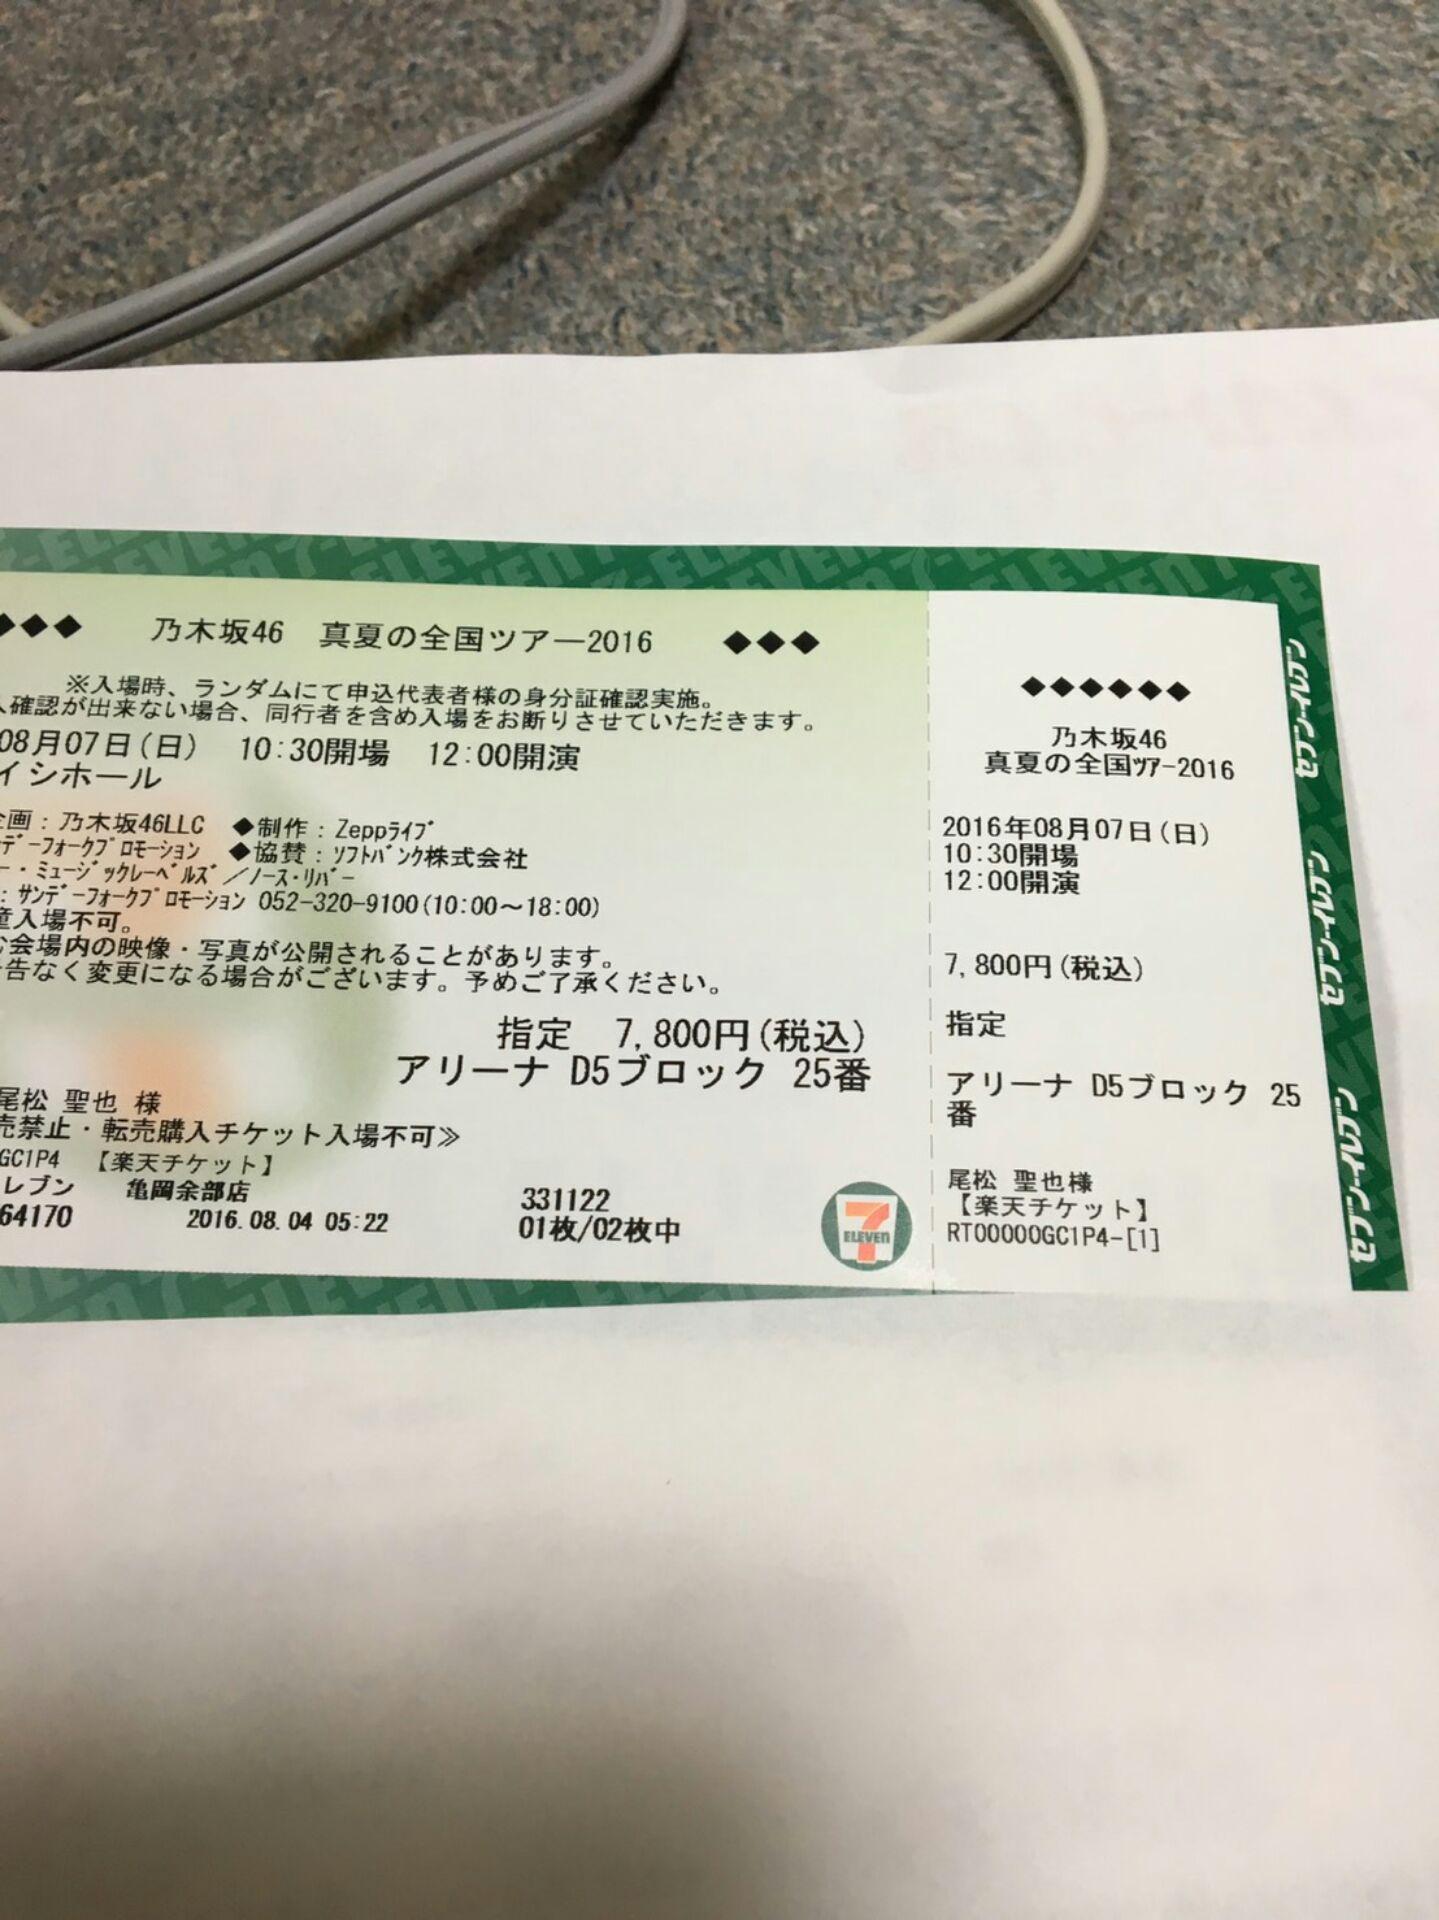 ◆◆◆ 乃木坂46 真夏の全国ツアー2016 ◆◆◆
※入場時、ランダムにて申込代表者様の身分証確認実施。
人確認が出来ない場合、同行者を含め入場をお断りさせていただきます。
08月07日(日) 10:30開場 12:00開演
イシホール
企画:乃木坂46LLC ◆制作:Zeppライブ
デーフォークプロモーション ◆協賛:ソフトバンク株式会社
ー・ミュージックレーベルズ/ノース・リバー
:サンデーフォークプロモーション 052-320-9100(10:00~18:00)
童入場不可。
む会場内の映像・写真が公開されることがあります。
告なく変更になる場合がございます。予めご了承ください。
指定 7,800円(税込)
アリーナ D5ブロック 25番
尾松 聖也 様
売禁止・転売購入チケット入場不可≫
GC1P4 【楽天チケット】
レブン 亀岡余部店
64170 2016.08.04 05:22
331122
01枚/02枚中
7
ELEVEN
◆◆◆◆◆◆
乃木坂46
真夏の全国ツアー2016
2016年08月07日(日)
10:30開場
12:00開演
7,800円(税込)
指定
アリーナ D5ブロック 25
番
尾松 聖也様
【楽天チケット】
RT00000GC1P4-[1]
セブン-イレブン
セブン-イレブン
セブン-イレブン